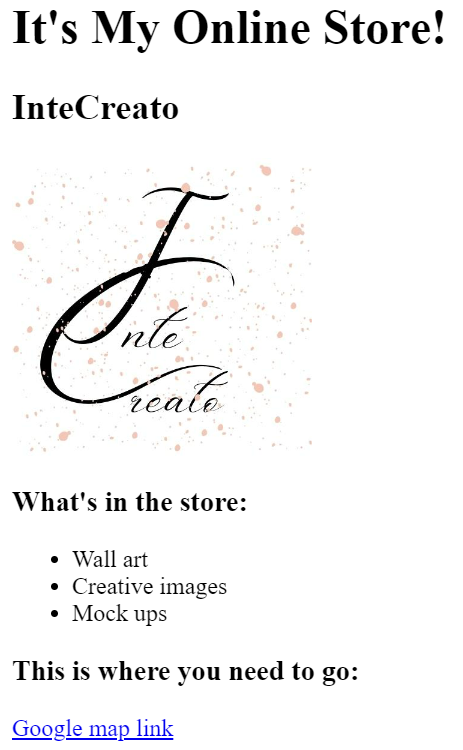 It's My Online Store!
InteCreato
Inte
Creato
What's in the store:
Wall art
Creative images
Mock ups
This is where you need to go:
Google map link